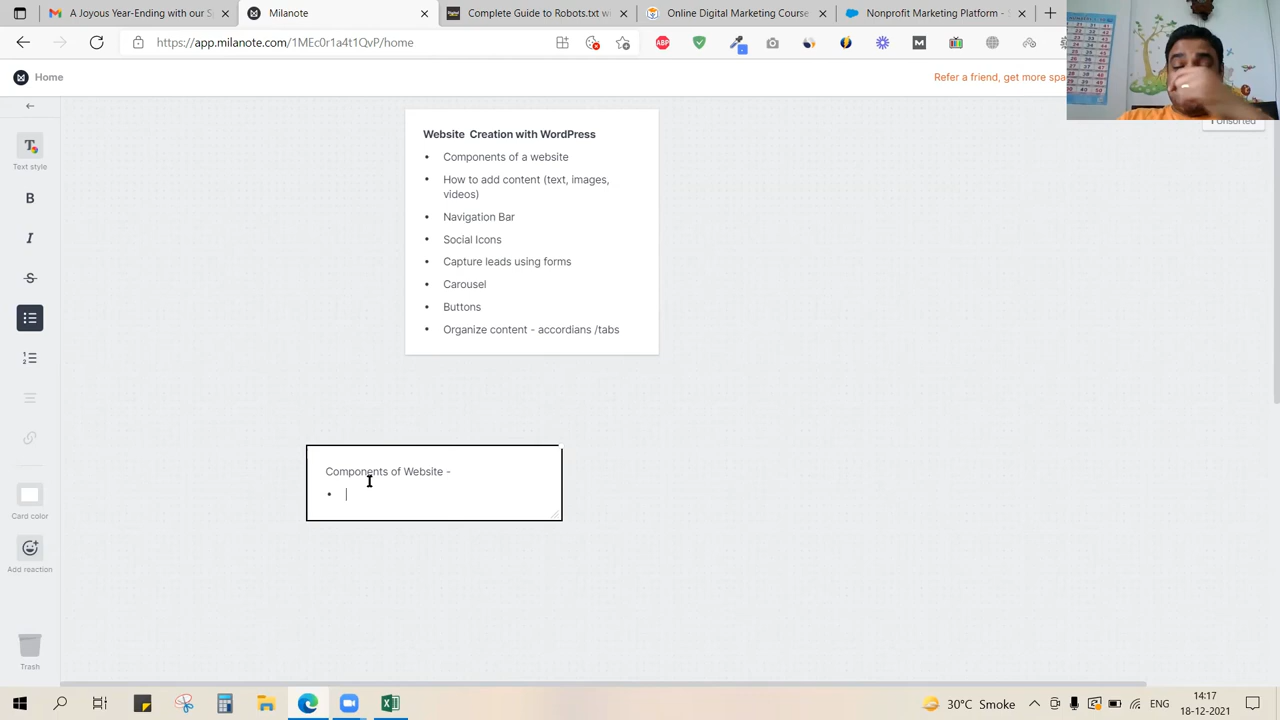 A Joyous Year-Ending with our S
Milanote
Complete Guide to Robots.txt w
Online Digital Marketing Course
Nonprofit Marketing Platform - S
https://app.milanote.com/1MEc0r1a4t1QyP/home
Home
Refer a friend, get more spa
Unsorted
Text style
Card color
Add reaction
Trash
Website Creation with WordPress
• Components of a website
• How to add content (text, images,
videos)
• Navigation Bar
• Social Icons
• Capture leads using forms
• Carousel
• Buttons
• Organize content - accordians /tabs
Components of Website -
•
30°C Smoke
ENG
14:17
18-12-2021